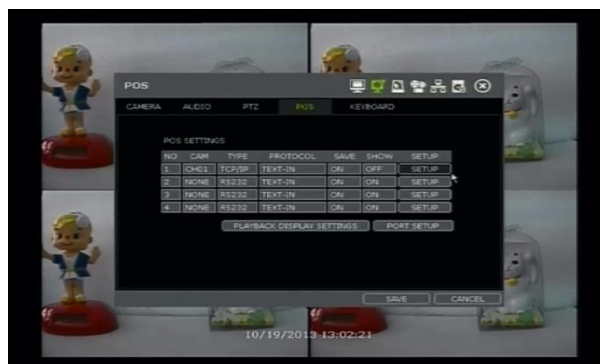 POS
CAMERA AUDIO PTZ POS KEYBOARD
POS SETTINGS
NO CAM TYPE PROTOCOL SAVE SHOW SETUP
1 CH01 TCP/IP TEXT-IN ON OFF SETUP
2 NONE RS232 TEXT-IN ON ON SETUP
3 NONE RS232 TEXT-IN ON ON SETUP
4 NONE RS232 TEXT-IN ON ON SETUP
PLAYBACK DISPLAY SETTINGS PORT SETUP
SAVE CANCEL
10/19/2013 13:02:21